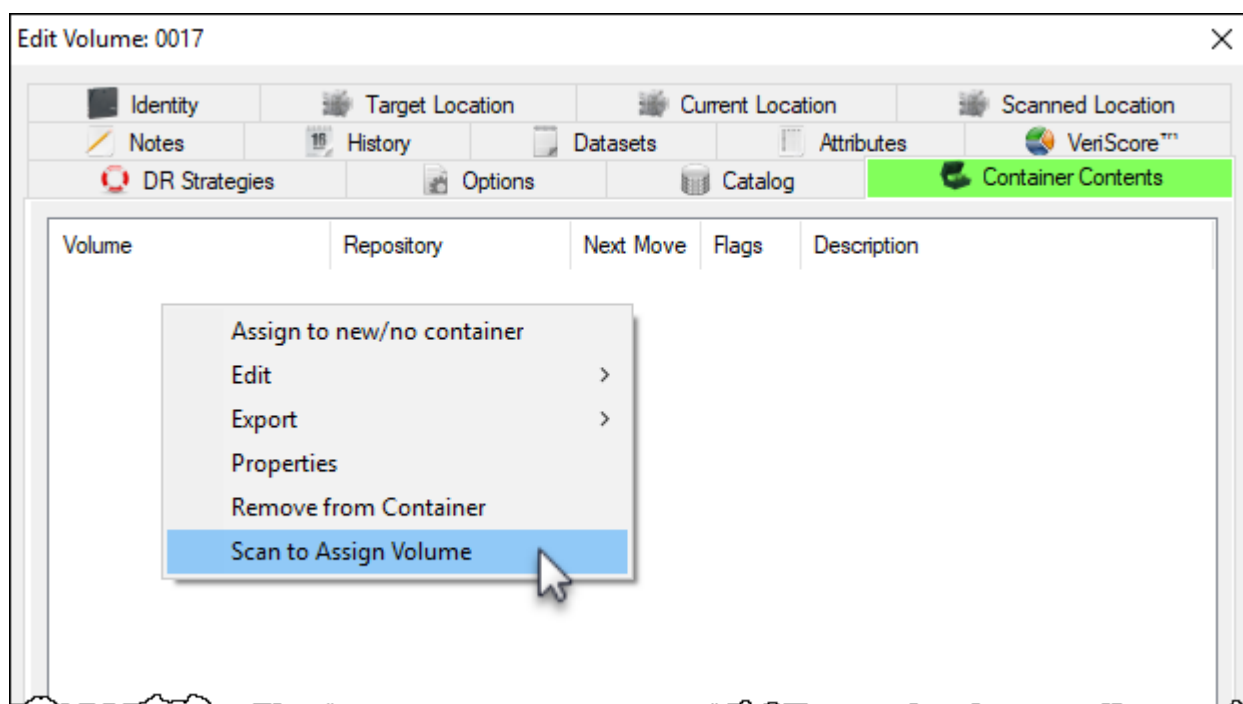 Edit Volume: 0017
Identity Target Location Current Location Scanned Location
Notes 16 History Datasets Attributes VeriScore™
DR Strategies Options Catalog Container Contents
Volume Repository Next Move Flags Description
Assign to new/no container
Edit
Export
Properties
Remove from Container
Scan to Assign Volume